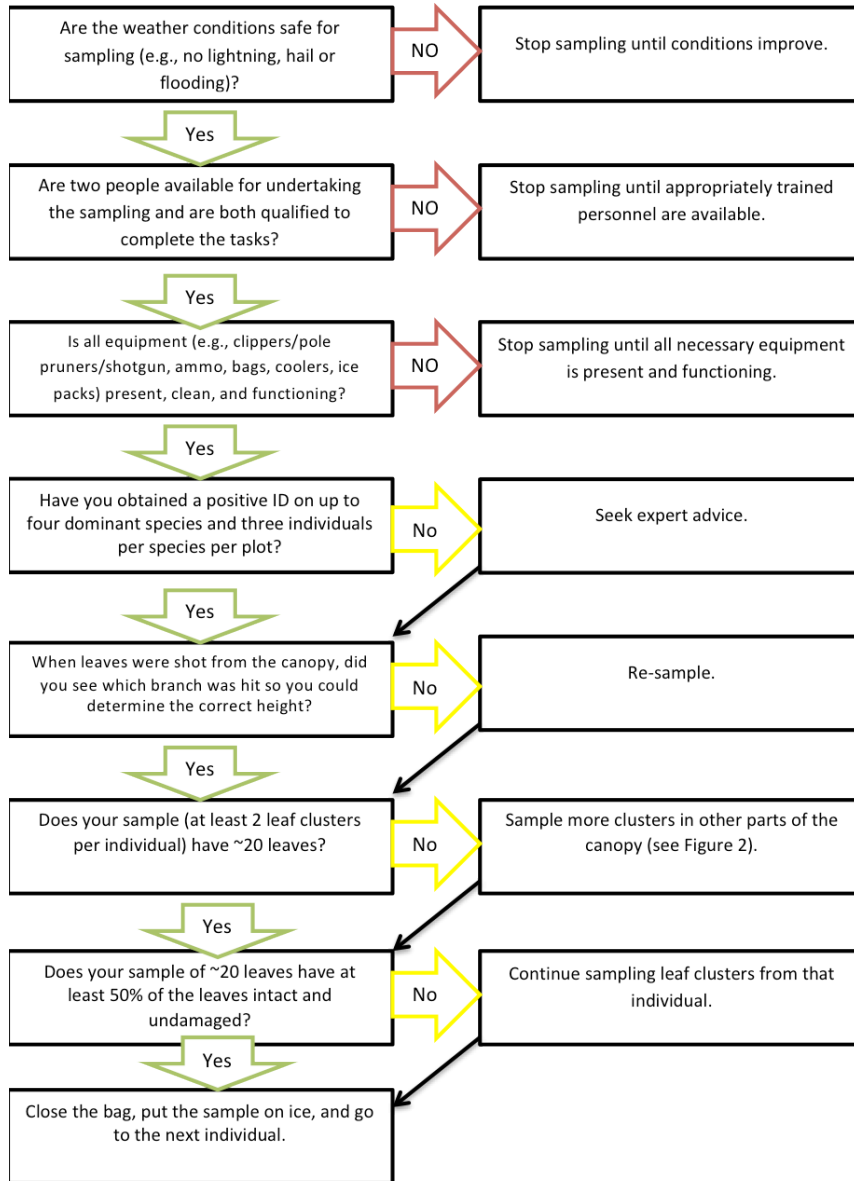 Are the weather conditions safe for
sampling (e.g., no lightning, hail or
flooding)?
NO
Stop sampling until conditions improve.
Yes
Are two people available for undertaking
the sampling and are both qualified to
complete the tasks?
NO
Stop sampling until appropriately trained
personnel are available.
Yes
Is all equipment (e.g., clippers/pole
pruners/shotgun, ammo, bags, coolers, ice
packs) present, clean, and functioning?
NO
Stop sampling until all necessary equipment
is present and functioning.
Yes
Have you obtained a positive ID on up to
four dominant species and three individuals
per species per plot?
No
Seek expert advice.
Yes
When leaves were shot from the canopy, did
you see which branch was hit so you could
determine the correct height?
No
Re-sample.
Yes
Does your sample (at least 2 leaf clusters
per individual) have ~20 leaves?
No
Sample more clusters in other parts of the
canopy (see Figure 2).
Yes
Does your sample of ~20 leaves have at
least 50% of the leaves intact and
undamaged?
No
Continue sampling leaf clusters from that
individual.
Yes
Close the bag, put the sample on ice, and go
to the next individual.